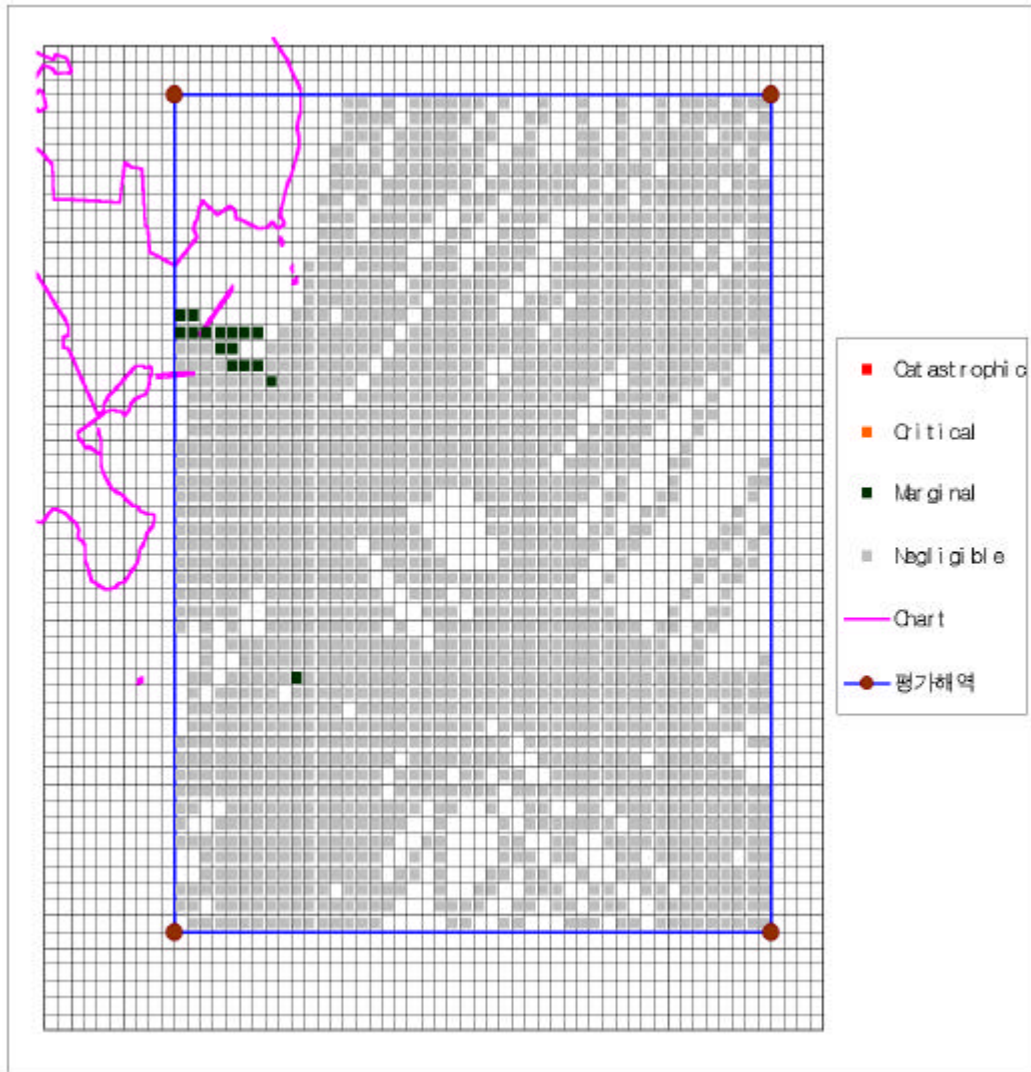 Catastrophic
Critical
Marginal
Negligible
Chart
평가해역